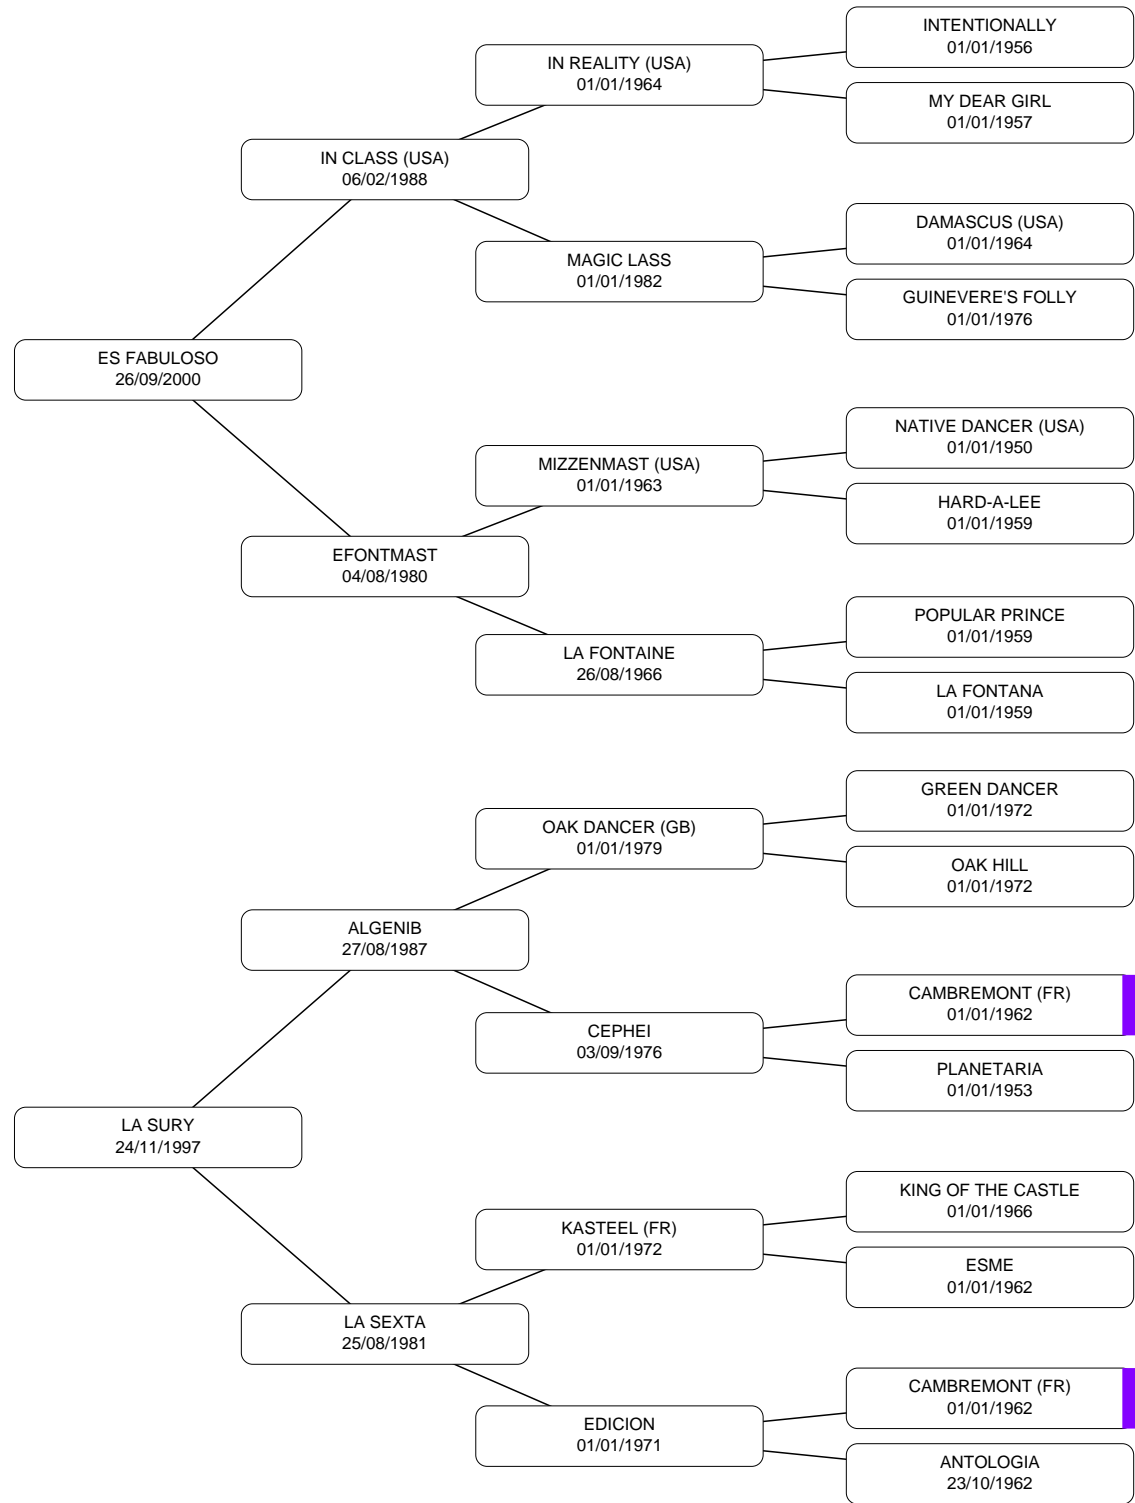 INTENTIONALLY
01/01/1956
IN REALITY (USA)
01/01/1964
MY DEAR GIRL
01/01/1957
IN CLASS (USA)
06/02/1988
DAMASCUS (USA)
01/01/1964
MAGIC LASS
01/01/1982
GUINEVERE'S FOLLY
01/01/1976
ES FABULOSO
26/09/2000
NATIVE DANCER (USA)
01/01/1950
MIZZENMAST (USA)
01/01/1963
HARD-A-LEE
01/01/1959
EFONTMAST
04/08/1980
POPULAR PRINCE
01/01/1959
LA FONTAINE
26/08/1966
LA FONTANA
01/01/1959
GREEN DANCER
01/01/1972
OAK DANCER (GB)
01/01/1979
OAK HILL
01/01/1972
ALGENIB
27/08/1987
CAMBREMONT (FR)
01/01/1962
CEPHEI
03/09/1976
PLANETARIA
01/01/1953
LA SURY
24/11/1997
KING OF THE CASTLE
01/01/1966
KASTEEL (FR)
01/01/1972
ESME
01/01/1962
LA SEXTA
25/08/1981
CAMBREMONT (FR)
01/01/1962
EDICION
01/01/1971
ANTOLOGIA
23/10/1962